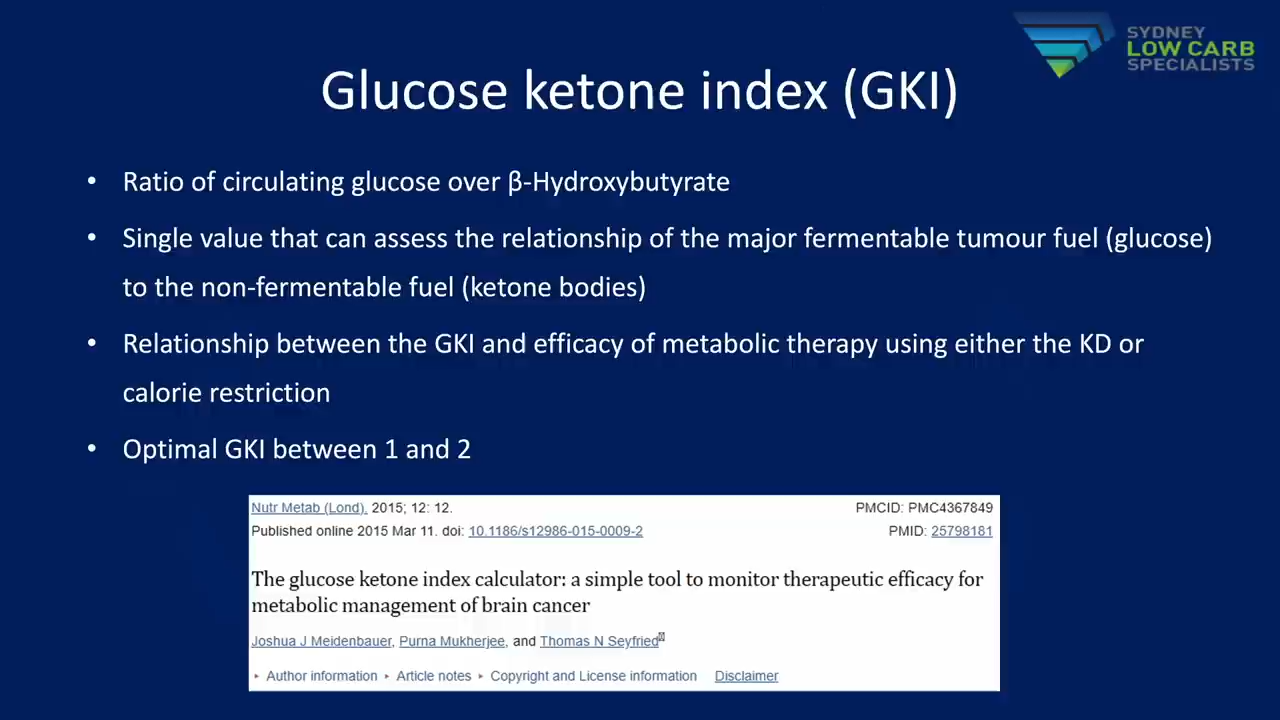 SYDNEY
LOW CARB
SPECIALISTS
Glucose ketone index (GKI)
• Ratio of circulating glucose over β-Hydroxybutyrate
• Single value that can assess the relationship of the major fermentable tumour fuel (glucose)
to the non-fermentable fuel (ketone bodies)
• Relationship between the GKI and efficacy of metabolic therapy using either the KD or
calorie restriction
• Optimal GKI between 1 and 2
Nutr Metab (Lond). 2015; 12: 12. PMCID: PMC4367849
Published online 2015 Mar 11. doi: 10.1186/s12986-015-0009-2 PMID: 25798181
The glucose ketone index calculator: a simple tool to monitor therapeutic efficacy for
metabolic management of brain cancer
Joshua J Meidenbauer, Purna Mukherjee, and Thomas N Seyfried
▸ Author information ▸ Article notes ▸ Copyright and License information Disclaimer